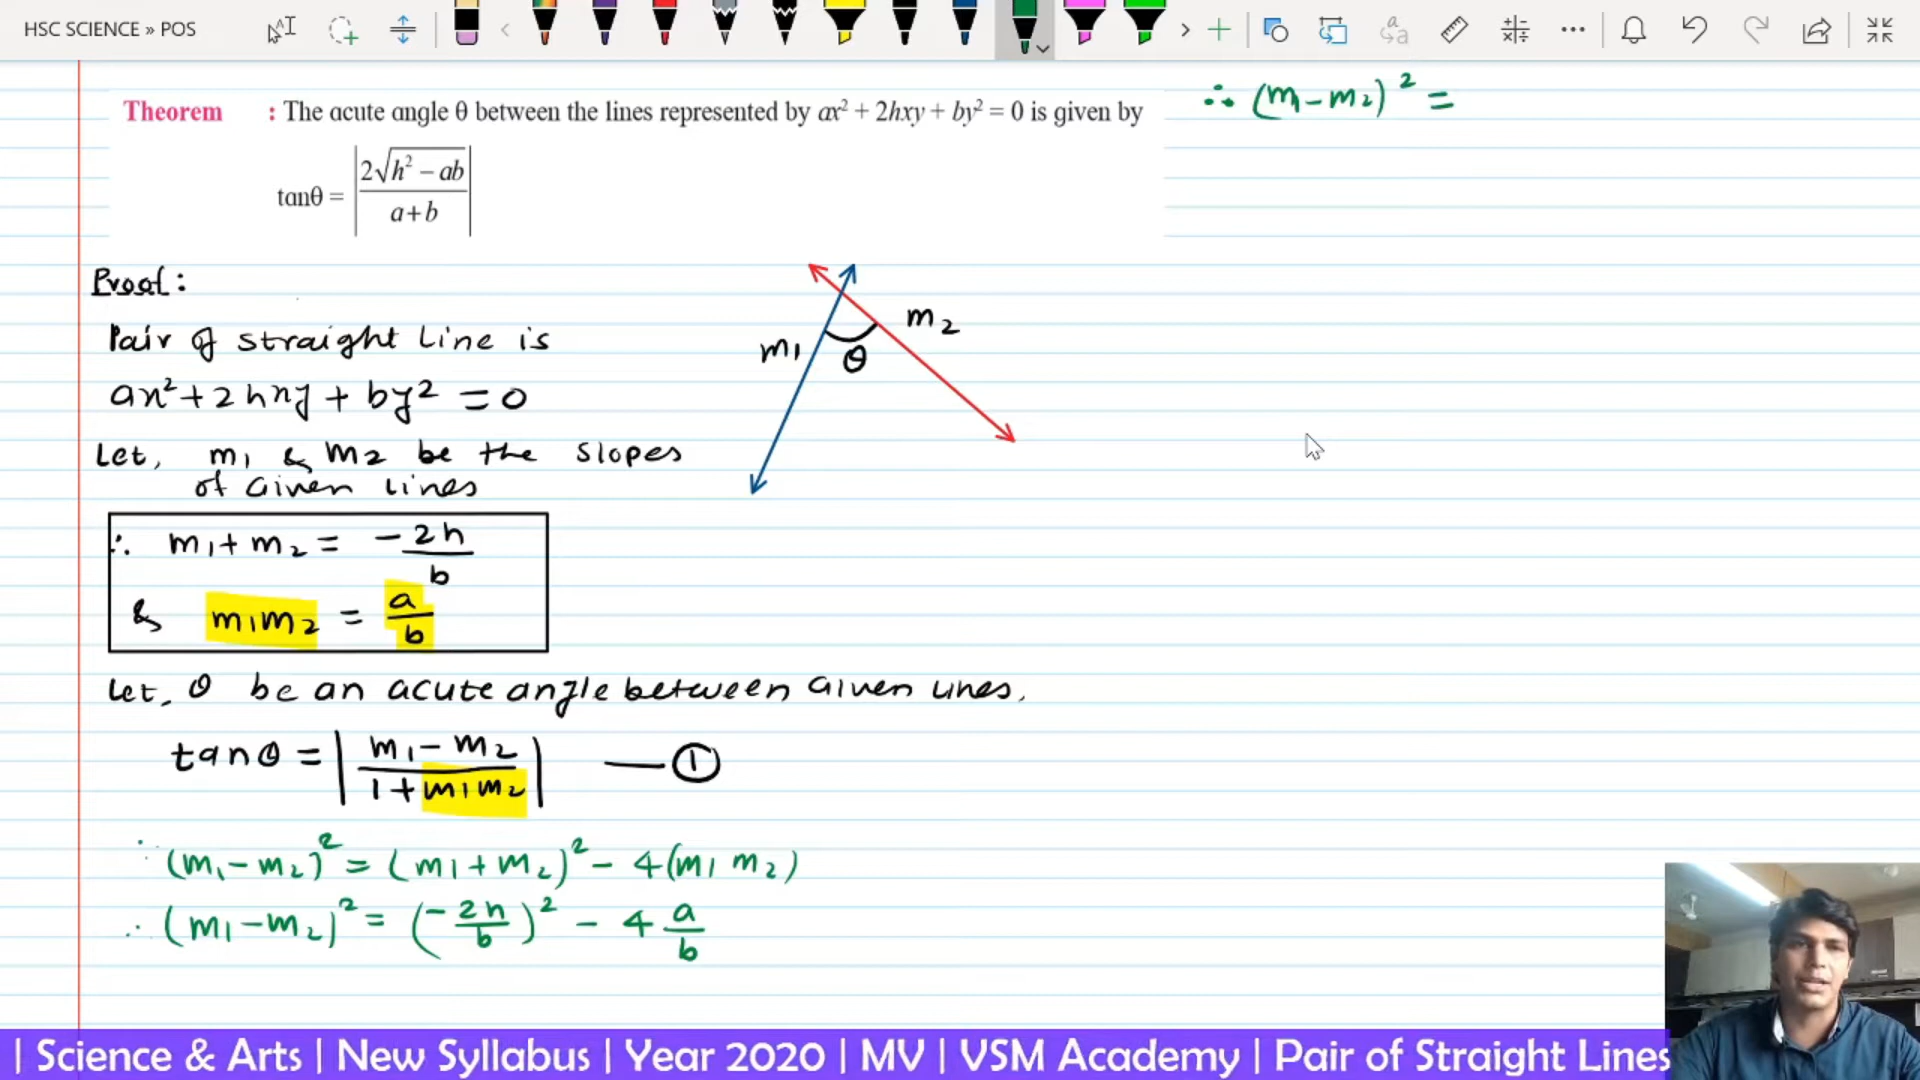 HSC SCIENCE » POS
Theorem : The acute angle θ between the lines represented by ax² + 2hxy + by² = 0 is given by
tanθ = |2√(h² – ab) / a+b|
Proof:
Pair of straight Line is
ax² + 2hxy + by² = 0
Let, m₁ & m₂ be the slopes
of Given Lines
∴ m₁ + m₂ = -2h/b
& m₁m₂ = a/b
Let, θ be an acute angle between Given Lines.
tanθ = |m₁ - m₂ / 1 + m₁m₂| — ①
∵ (m₁ - m₂)² = (m₁ + m₂)² - 4(m₁ m₂)
∴ (m₁ - m₂)² = (-2h/b)² - 4 a/b
m₁
θ
m₂
∴ (m₁ - m₂)² =
| Science & Arts | New Syllabus | Year 2020 | MV | VSM Academy | Pair of Straight Lines